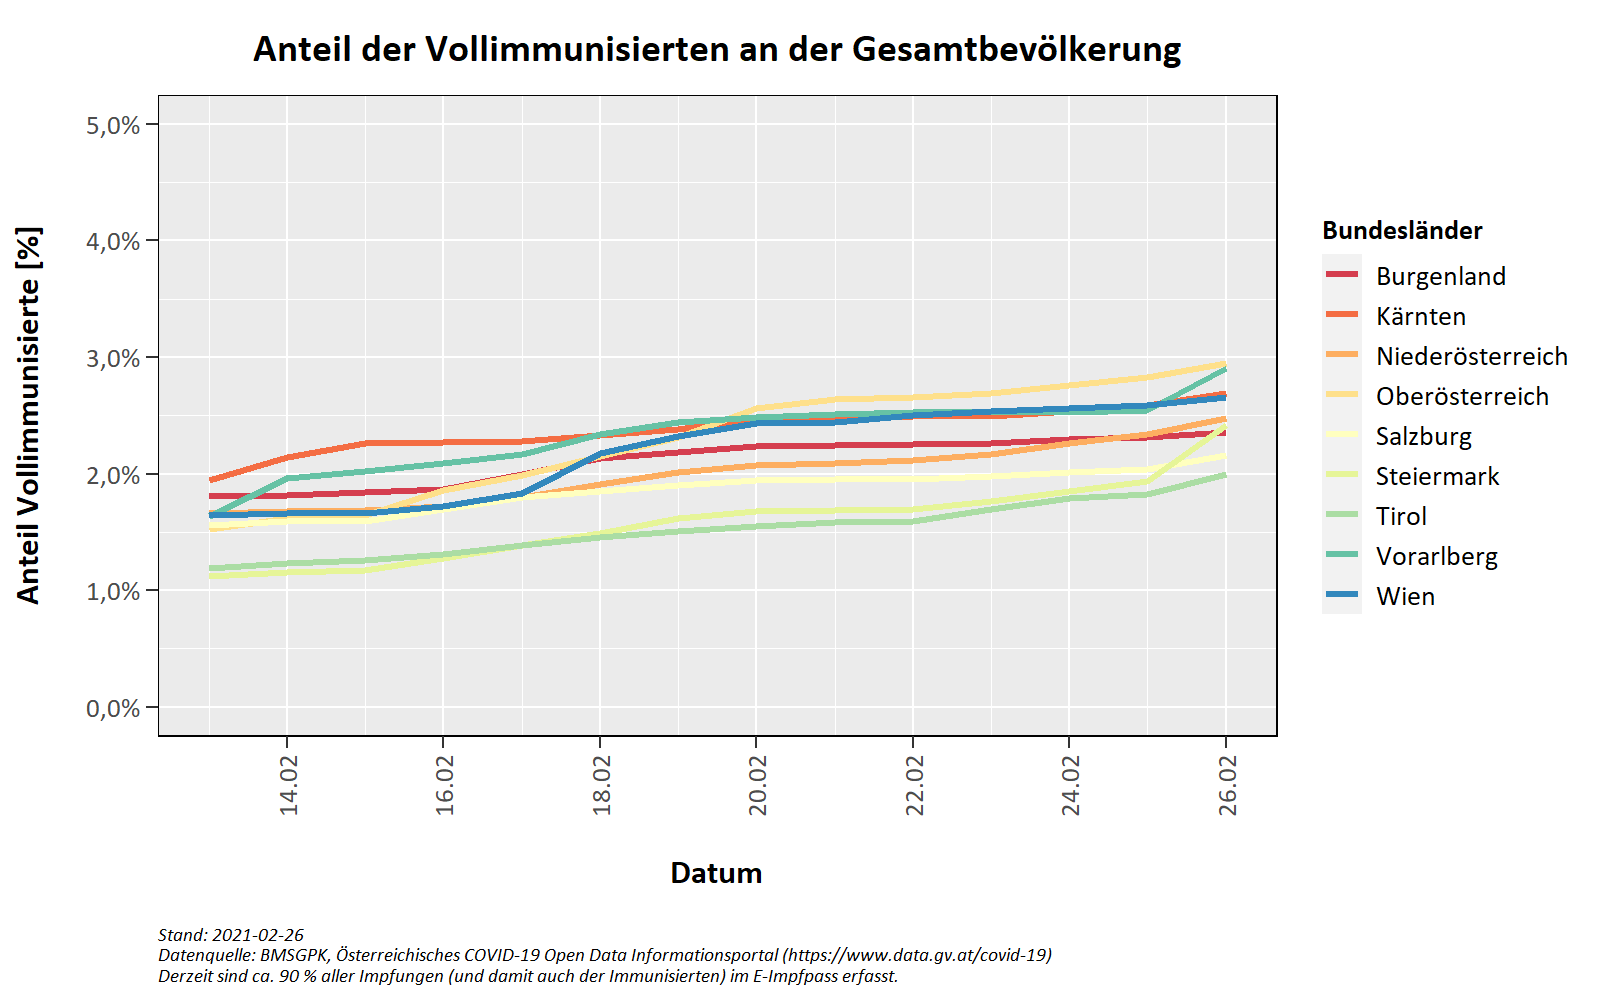 Anteil der Vollimmunisierten an der Gesamtbevölkerung
Anteil Vollimmunisierte [%]
5,0%
4,0%
3,0%
2,0%
1,0%
0,0%
14.02
16.02
18.02
20.02
22.02
24.02
26.02
Datum
Bundesländer
Burgenland
Kärnten
Niederösterreich
Oberösterreich
Salzburg
Steiermark
Tirol
Vorarlberg
Wien
Stand: 2021-02-26
Datenquelle: BMSGPK, Österreichisches COVID-19 Open Data Informationsportal (https://www.data.gv.at/covid-19)
Derzeit sind ca. 90 % aller Impfungen (und damit auch der Immunisierten) im E-Impfpass erfasst.